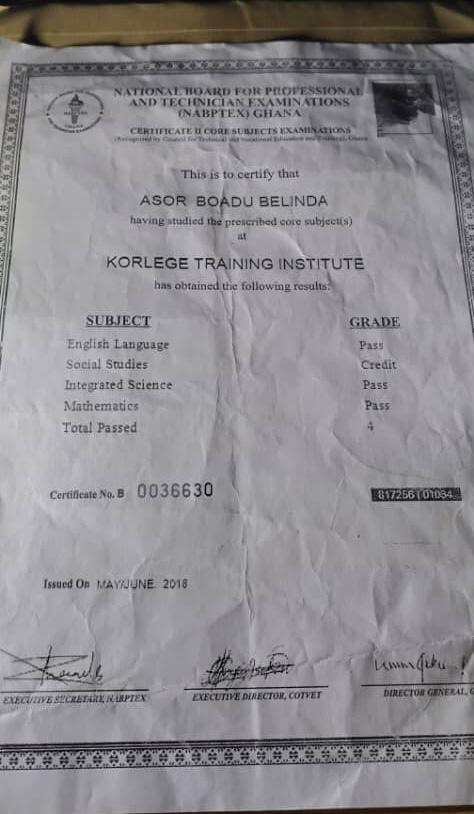 NATIONAL BOARD FOR PROFESSIONAL
AND TECHNICIAN EXAMINATIONS
(NABPTEX) GHANA
CERTIFICATE II CORE SUBJECTS EXAMINATIONS
(Recognized by Council for Technical and Vocational Education and Training, Ghana
This is to certify that
ASOR BOADU BELINDA
having studied the prescribed core subject(s)
at
KORLEGE TRAINING INSTITUTE
has obtained the following results:
SUBJECT GRADE
English Language Pass
Social Studies Credit
Integrated Science Pass
Mathematics Pass
Total Passed 4
Certificate No. B 0036630
Issued On MAY/JUNE 2018
EXECUTIVE SECRETARY, NABPTEX
EXECUTIVE DIRECTOR, COTVET
DIRECTOR GENERAL, G